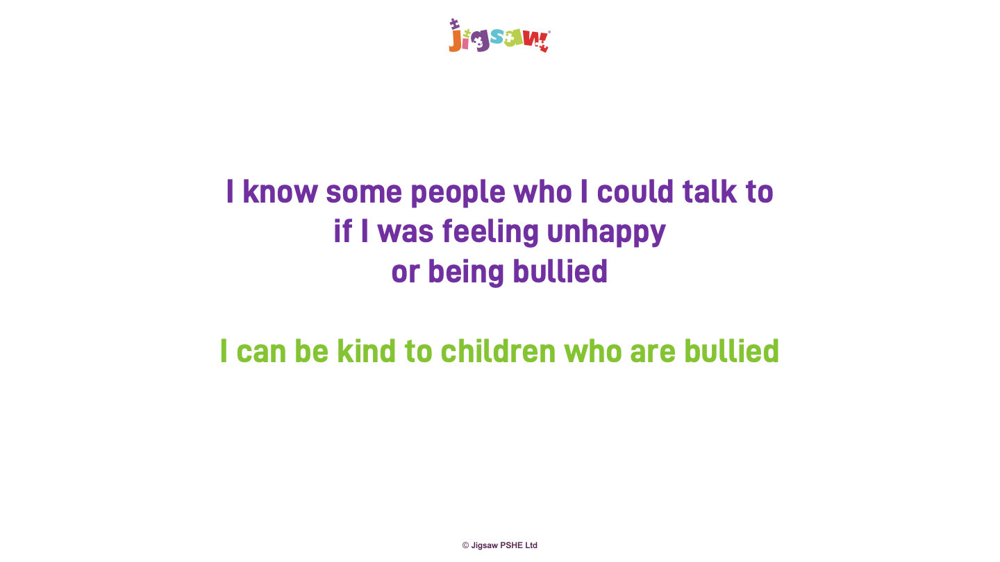 jigsaw®
I know some people who I could talk to
if I was feeling unhappy
or being bullied
I can be kind to children who are bullied
© Jigsaw PSHE Ltd